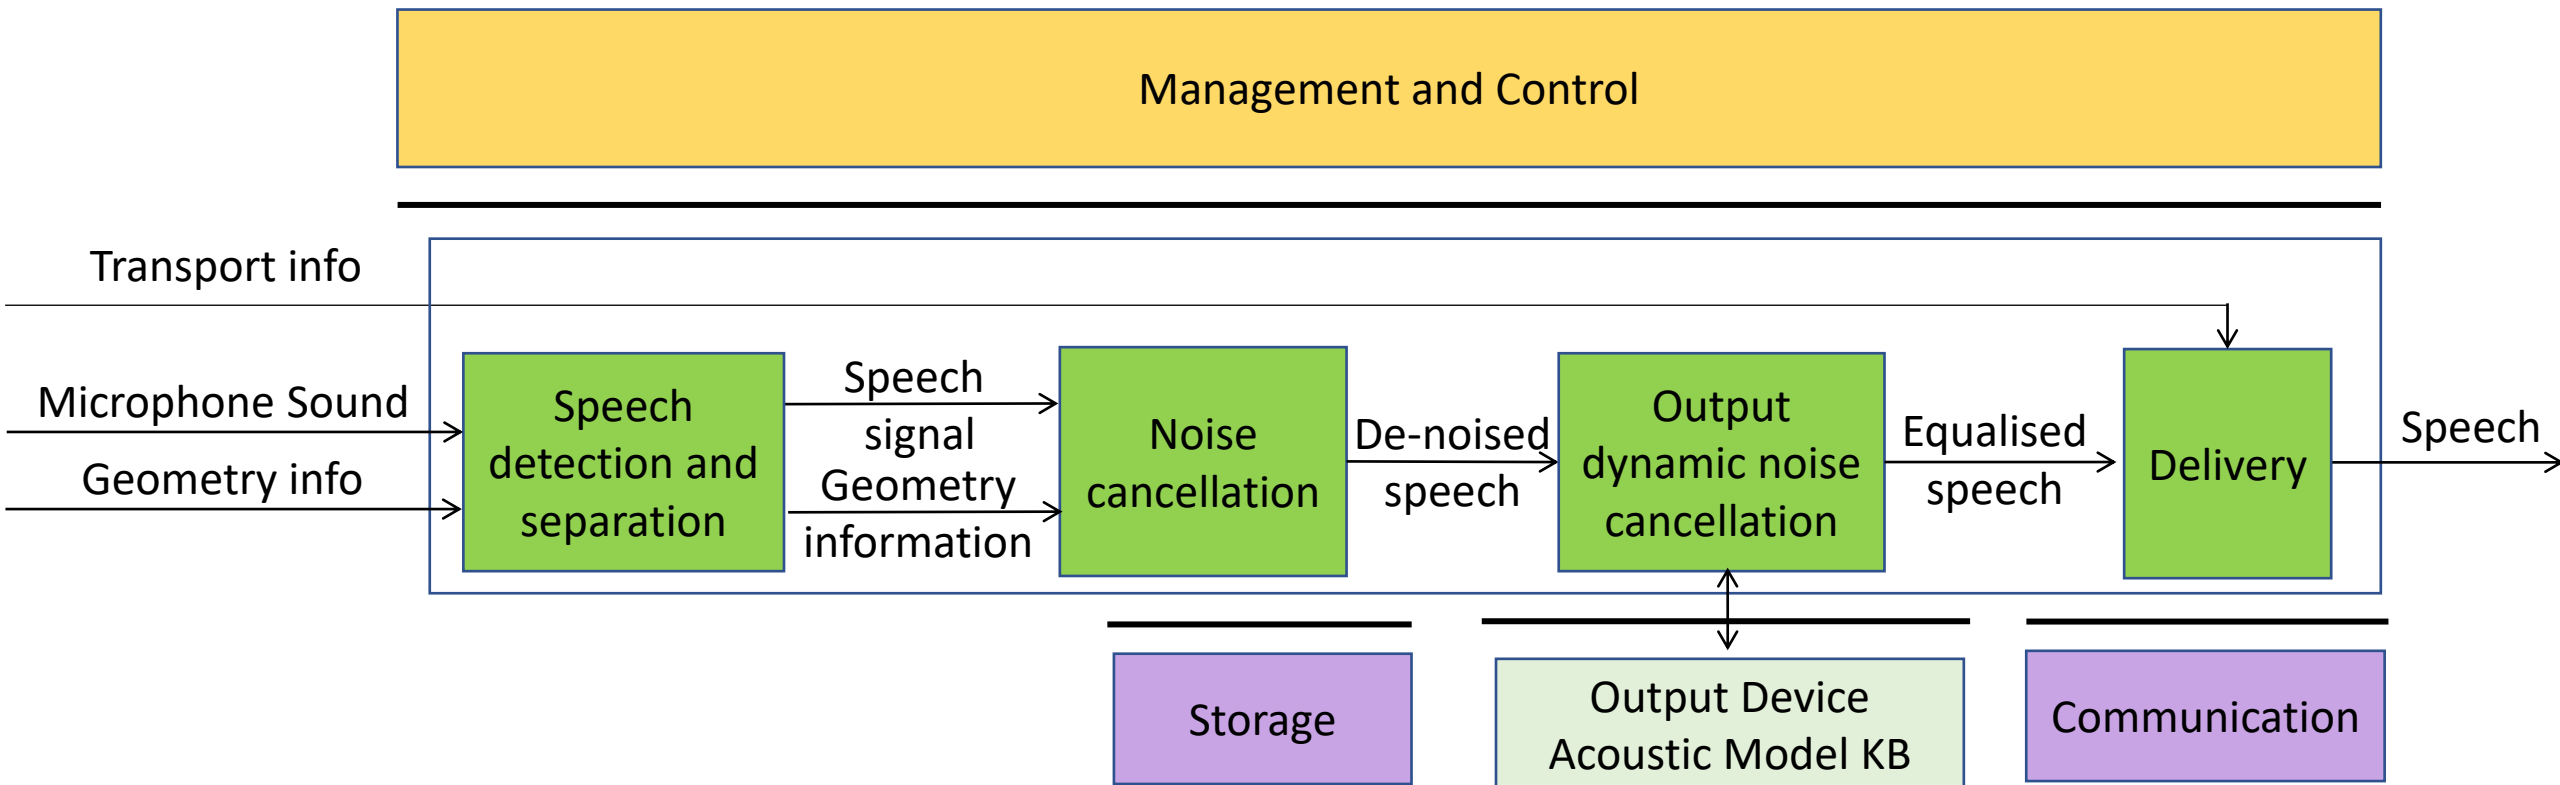 Management and Control
Transport info
Microphone Sound
Geometry info
Speech
detection and
separation
Speech
signal
Geometry
information
Noise
cancellation
De-noised
speech
Output
dynamic noise
cancellation
Equalised
speech
Delivery
Speech
Storage
Output Device
Acoustic Model KB
Communication